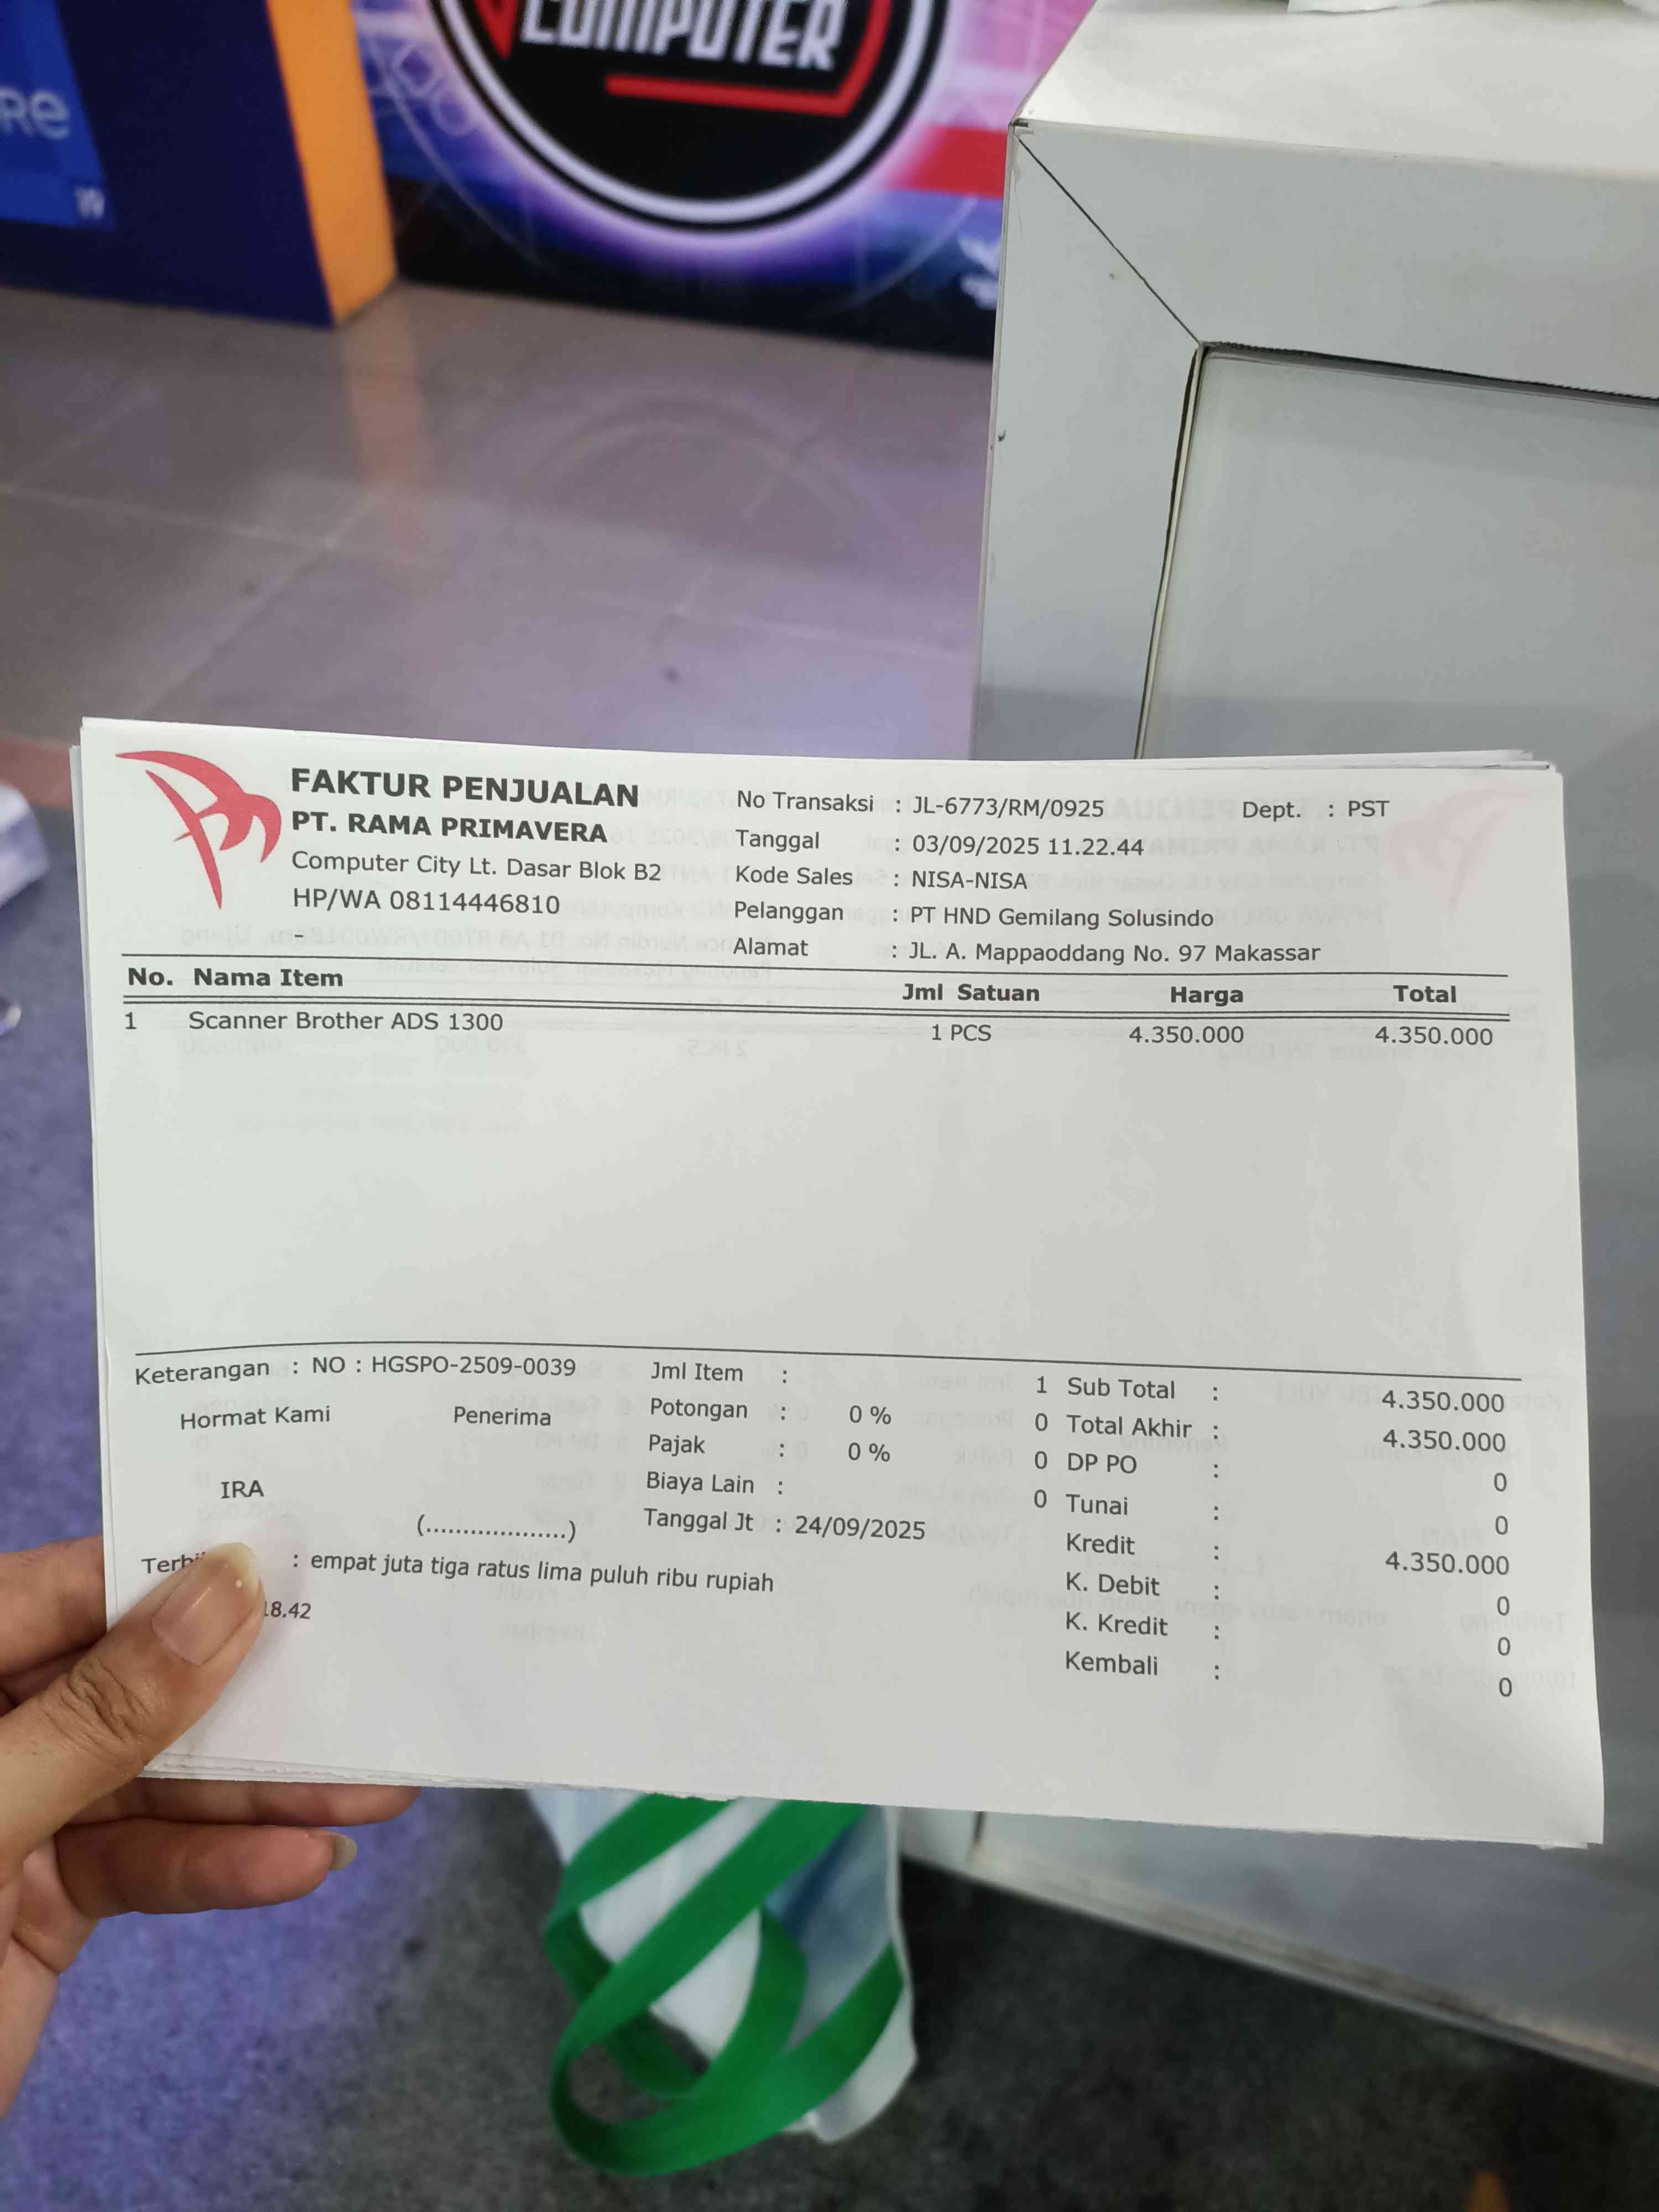 COMPUTER
Re
FAKTUR PENJUALAN
PT. RAMA PRIMAVERA
Computer City Lt. Dasar Blok B2
HP/WA 08114446810
-
No Transaksi : JL-6773/RM/0925 Dept. : PST
Tanggal : 03/09/2025 11.22.44
Kode Sales : NISA-NISA
Pelanggan : PT HND Gemilang Solusindo
Alamat : JL. A. Mappaoddang No. 97 Makassar
No. Nama Item Jml Satuan Harga Total
1 Scanner Brother ADS 1300 1 PCS 4.350.000 4.350.000
Keterangan : NO : HGSPO-2509-0039
Hormat Kami Penerima
IRA
(...................)
Jml Item : 1
Potongan : 0 % 0
Pajak : 0 % 0
Biaya Lain : 0
Tanggal Jt : 24/09/2025
Sub Total : 4.350.000
Total Akhir : 4.350.000
DP PO : 0
Tunai : 0
Kredit : 4.350.000
K. Debit : 0
K. Kredit : 0
Kembali : 0
: empat juta tiga ratus lima puluh ribu rupiah
18.42